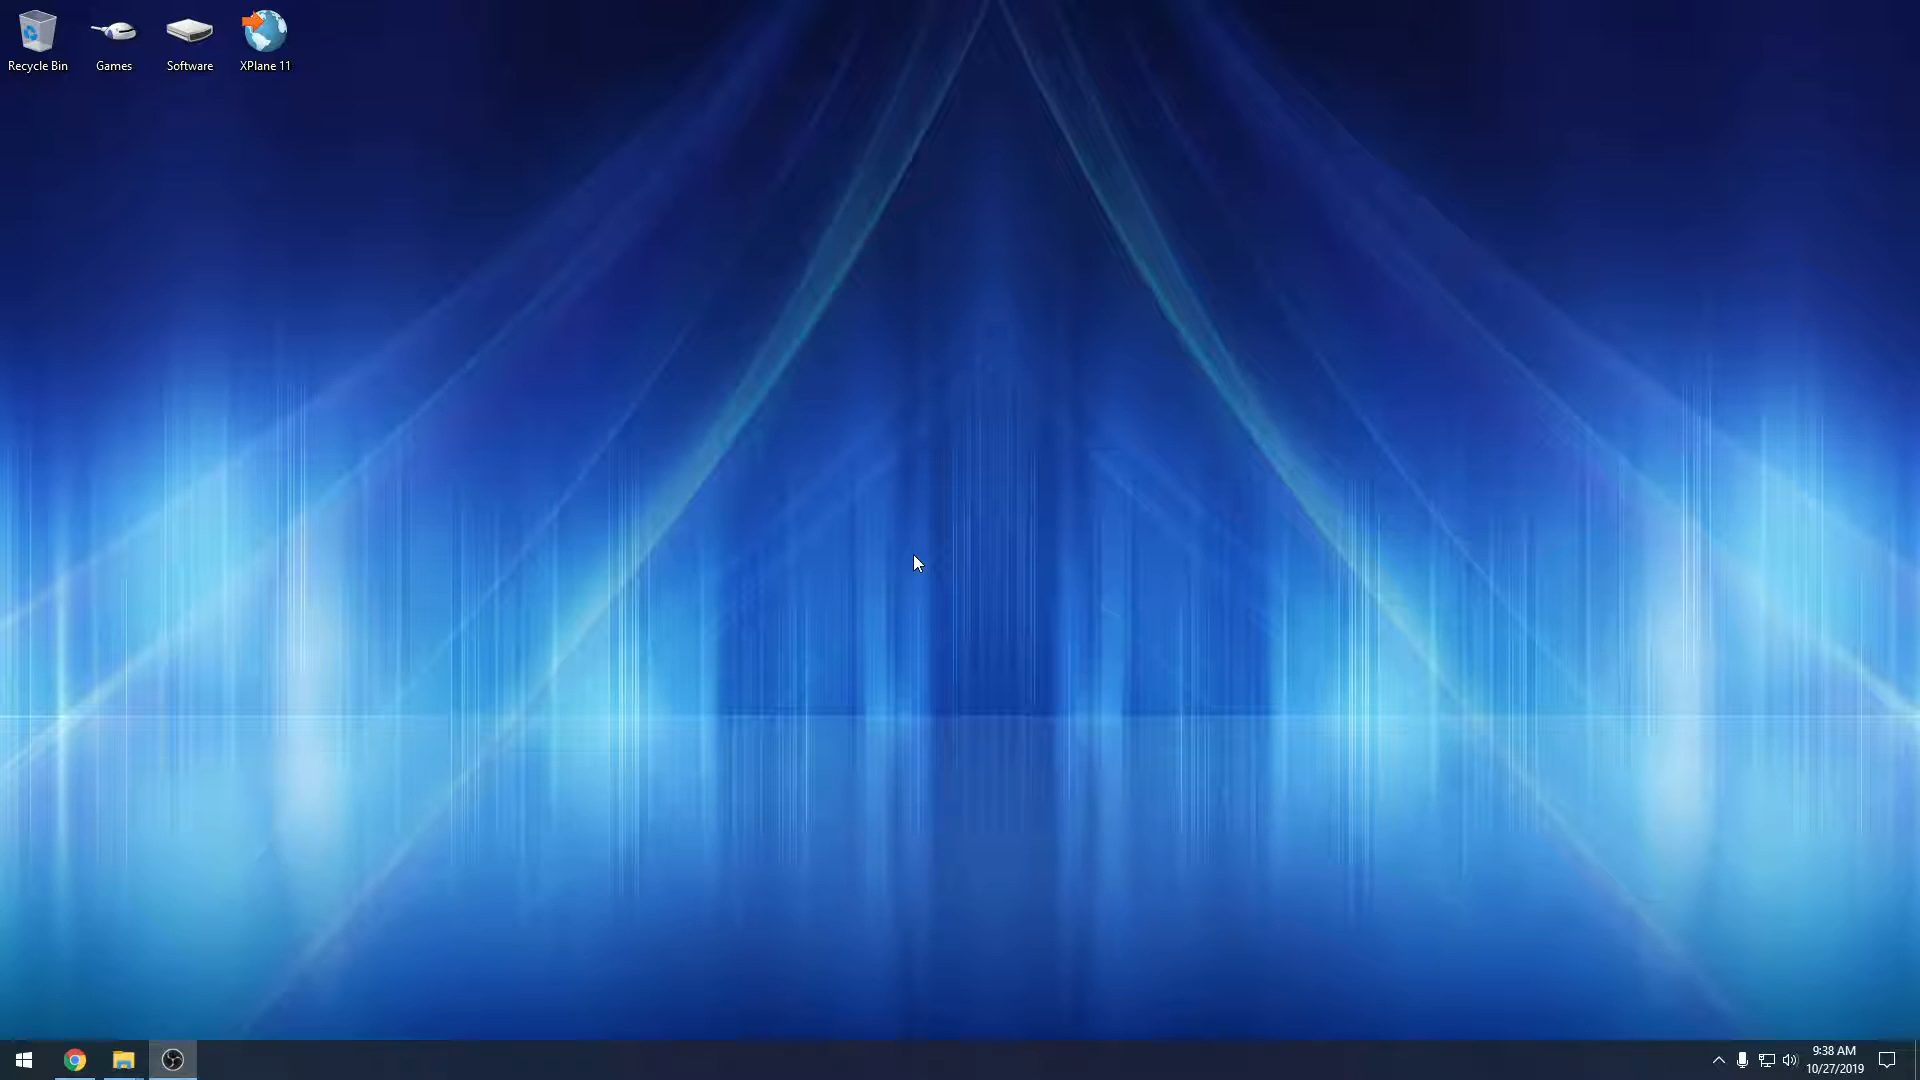 Recycle Bin
Games
Software
XPlane 11
9:38 AM
10/27/2019